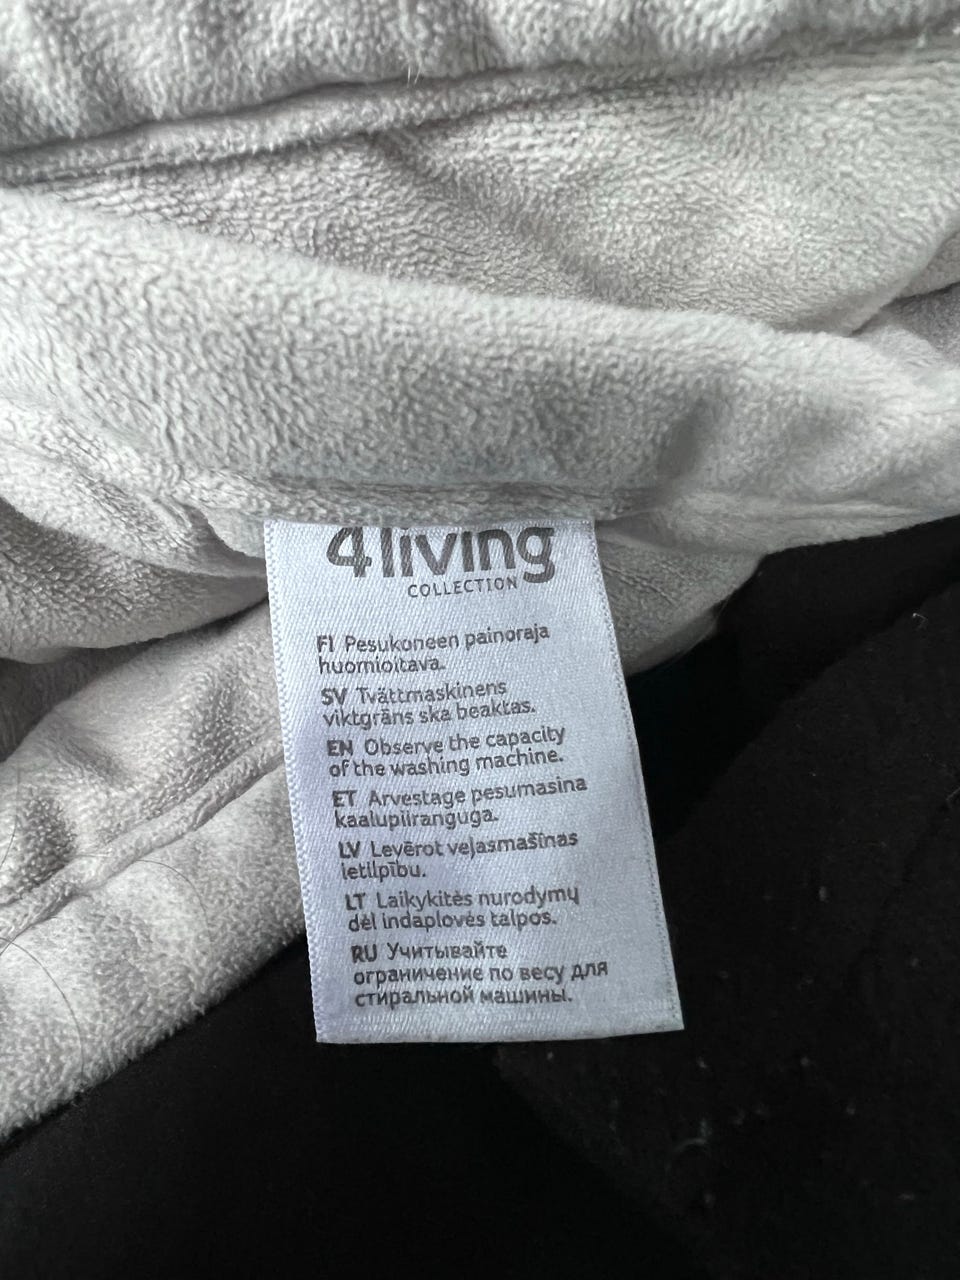 4living
COLLECTION
FI Pesukoneen painoraja
huomioitava.
SV Tvättmaskinens
viktgräns ska beaktas.
EN Observe the capacity
of the washing machine.
ET Arvestage pesumasina
kaalupiiranguga.
LV Levērot veļasmašīnas
ietilpību.
LT Laikykitės nurodymų
dėl indaplovės talpos.
RU Учитывайте
ограничение по весу для
стиральной машины.